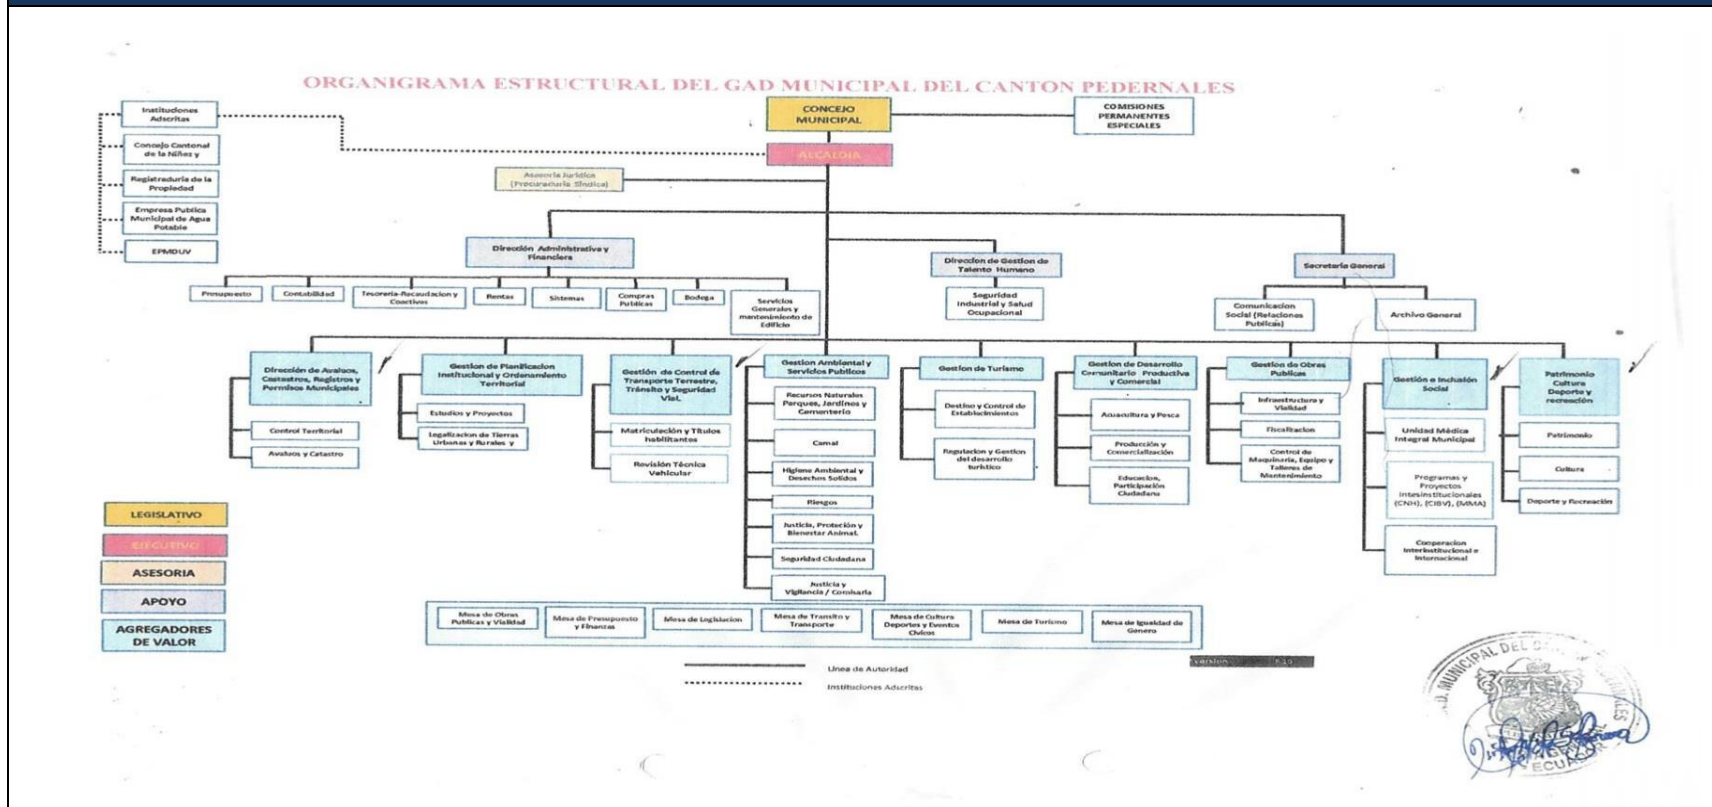 ORGANIGRAMA ESTRUCTURAL DEL GAD MUNICIPAL DEL CANTON PEDERNALES
CONCEJO
MUNICIPAL
COMISIONES
PERMANENTES
ESPECIALES
ALCALDIA
Instituciones
Adscritas
Concejo Cantonal
de la Niñes y
Registraduria de la
Propiedad
Empresa Publica
Municipal de Agua
Potable
EPMDUV
Asesoria Juridica
(Procuraduria Sindica)
Dirección Administrativa y
Financiera
Direccion de Gestion de
Talento Humano
Secretaría General
Presupuesto
Contabilidad
Tesoreria-Recaudacion y
Coactivas
Rentas
Sistemas
Compras
Publicas
Bodega
Servicios
Generales y
mantenimiento de
Edificio
Seguridad
Industrial y Salud
Ocupacional
Comunicacion
Social (Relaciones
Publicas)
Archivo General
Dirección de Avaluos,
Castastros, Registros y
Permisos Municipales
Control Territorial
Avaluos y Catastro
Gestion de Planificacion
Institucional y Ordenamiento
Territorial
Estudios y Proyectos
Legalizacion de Tierras
Urbanas y Rurales y
Gestión de Control de
Transporte Terrestre,
Tránsito y Seguridad
Vial.
Matriculación y Títulos
habilitantes
Revisión Técnica
Vehicular
Gestion Ambiental y
Servicios Publicos
Recursos Naturales
Parques, Jardines y
Cementerio
Camal
Higiene Ambiental y
Desechos Solidos
Riesgos
Justicia, Protección y
Bienestar Animal.
Seguridad Ciudadana
Justicia y
Vigilancia / Comisaria
Gestion de Turismo
Destino y Control de
Establecimientos
Regulacion y Gestion
del desarrollo
turistico
Gestion de Desarrollo
Comunitario Productiva
y Comercial
Acuacultura y Pesca
Producción y
Comercialización
Educacion,
Participación
Ciudadana
Gestion de Obras
Publicas
Infraestructura y
Vialidad
Fiscalizacion
Control de
Maquinaria, Equipo y
Talleres de
Mantenimiento
Gestión e Inclusión
Social
Unidad Médica
Integral Municipal
Programas y
Proyectos
Intesinstitucionales
(CNH), (CIBV), (MMA)
Cooperacion
Interinstitucional e
Internacional
Patrimonio
Cultura
Deporte y
recreación
Patrimonio
Cultura
Deporte y Recreación
LEGISLATIVO
EJECUTIVO
ASESORIA
APOYO
AGREGADORES
DE VALOR
Mesa de Obras
Publicas y Vialidad
Mesa de Presupuesto
y Finanzas
Mesa de Legislacion
Mesa de Transito y
Transporte
Mesa de Cultura
Deportes y Eventos
Civicos
Mesa de Turismo
Mesa de Igualdad de
Genero
Linea de Autoridad
Instituciones Adscritas
version
MUNICIPAL DEL
ECUADOR